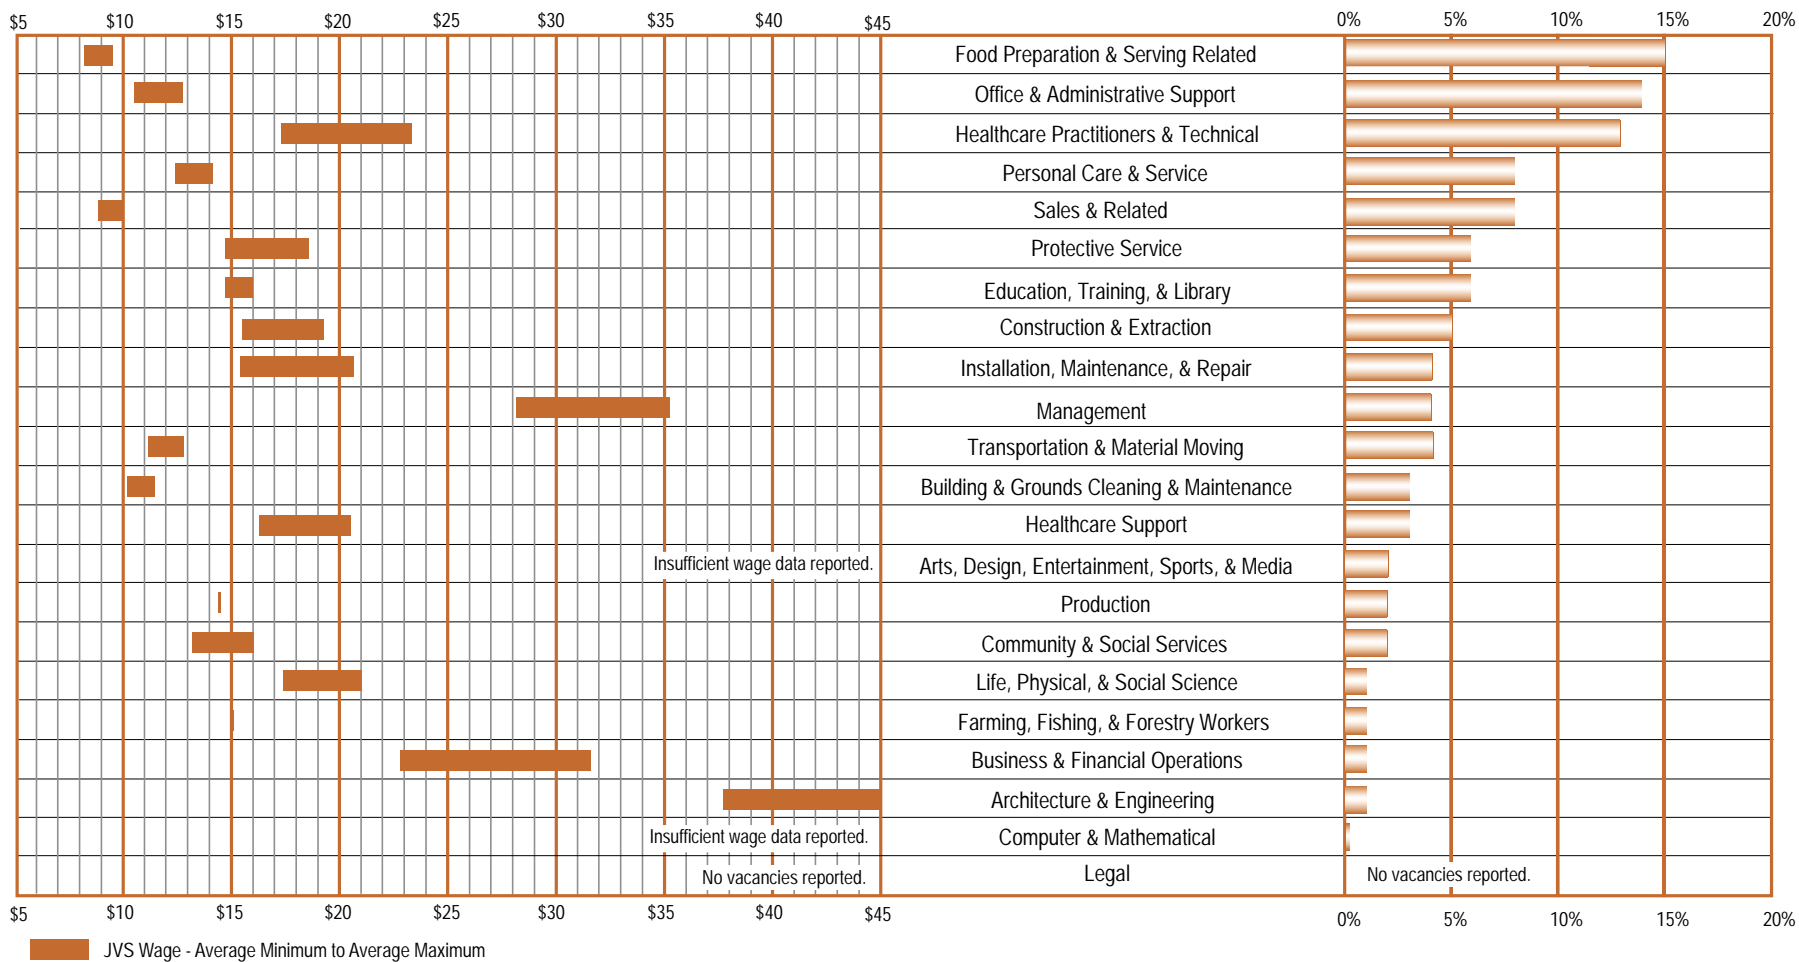 $5 $10 $15 $20 $25 $30 $35 $40 $45 0% 5% 10% 15% 20%
Food Preparation & Serving Related
Office & Administrative Support
Healthcare Practitioners & Technical
Personal Care & Service
Sales & Related
Protective Service
Education, Training, & Library
Construction & Extraction
Installation, Maintenance, & Repair
Management
Transportation & Material Moving
Building & Grounds Cleaning & Maintenance
Healthcare Support
Insufficient wage data reported. Arts, Design, Entertainment, Sports, & Media
Production
Community & Social Services
Life, Physical, & Social Science
Farming, Fishing, & Forestry Workers
Business & Financial Operations
Architecture & Engineering
Insufficient wage data reported. Computer & Mathematical
No vacancies reported. Legal No vacancies reported.
$5 $10 $15 $20 $25 $30 $35 $40 $45 0% 5% 10% 15% 20%
JVS Wage - Average Minimum to Average Maximum